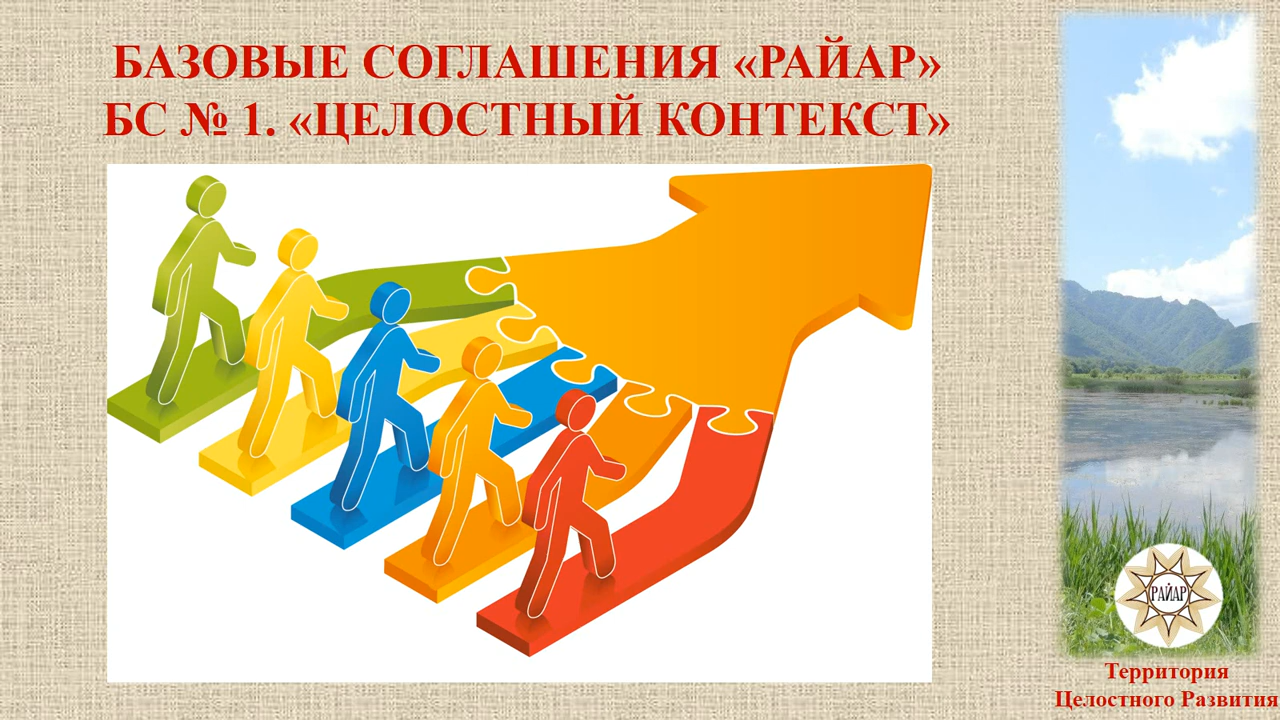 БАЗОВЫЕ СОГЛАШЕНИЯ «РАЙАР»
БС № 1. «ЦЕЛОСТНЫЙ КОНТЕКСТ»
РАЙАР
Территория
Целостного Развития